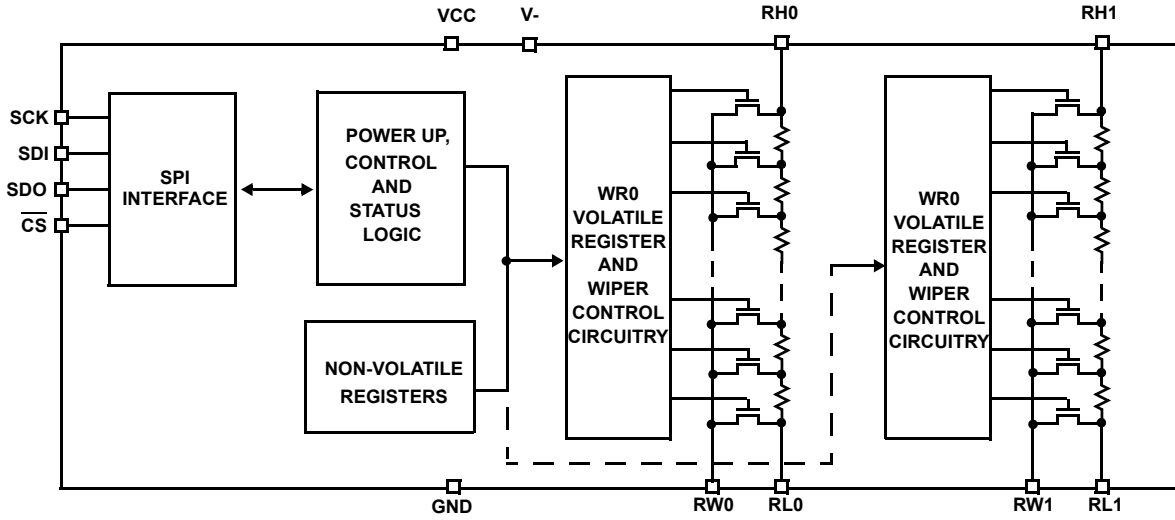 VCC
V-
RH0
RH1
SCK
SDI
SDO
CS
SPI
INTERFACE
POWER UP,
CONTROL
AND
STATUS
LOGIC
NON-VOLATILE
REGISTERS
WR0
VOLATILE
REGISTER
AND
WIPER
CONTROL
CIRCUITRY
WR0
VOLATILE
REGISTER
AND
WIPER
CONTROL
CIRCUITRY
GND
RW0
RL0
RW1
RL1